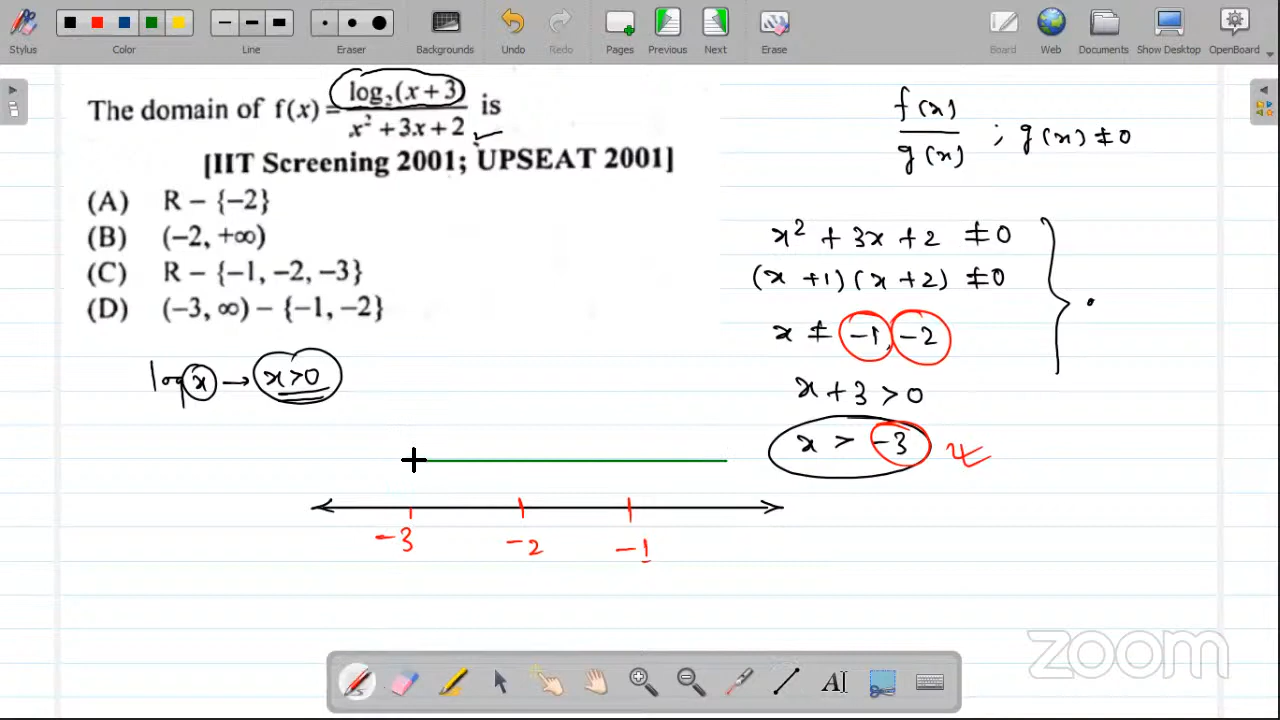 Stylus Color Line Eraser Backgrounds Undo Redo Pages Previous Next Erase Board Web Documents Show Desktop OpenBoard
The domain of f(x) = log₂(x + 3) / x² + 3x + 2 is
[IIT Screening 2001; UPSEAT 2001]
(A) R – {–2}
(B) (–2, +∞)
(C) R – {–1, –2, –3}
(D) (–3, ∞) – {–1, –2}
log x → x>0
-3 -2 -1
f(x) / g(x) ; g(x) ≠ 0
x² + 3x + 2 ≠ 0
(x +1) (x + 2) ≠ 0
x ≠ -1, -2
x + 3 > 0
x > -3
zoom